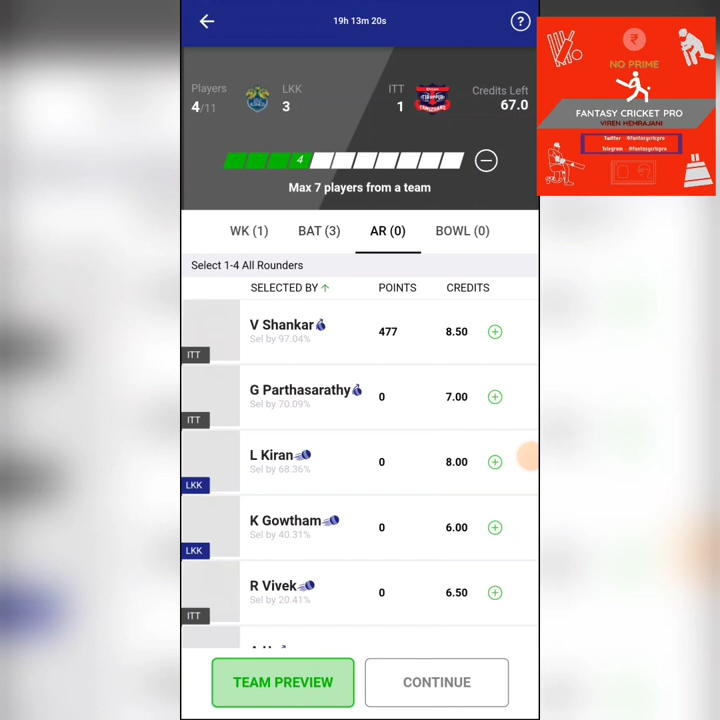 19h 13m 20s
?
Players
4/11
LKK
3
ITT
1
Credits Left
67.0
4
Max 7 players from a team
WK (1)
BAT (3)
AR (0)
BOWL (0)
Select 1-4 All Rounders
SELECTED BY ↑
POINTS
CREDITS
V Shankar
Sel by 97.04%
477
8.50
ITT
G Parthasarathy
Sel by 70.09%
0
7.00
ITT
L Kiran
Sel by 68.36%
0
8.00
LKK
K Gowtham
Sel by 40.31%
0
6.00
LKK
R Vivek
Sel by 20.41%
0
6.50
ITT
TEAM PREVIEW
CONTINUE
₹
NO PRIME
FANTASY CRICKET PRO
VIREN HEMRAJANI
Twitter - @fantasycricpro
Telegram - @fantasycricpro